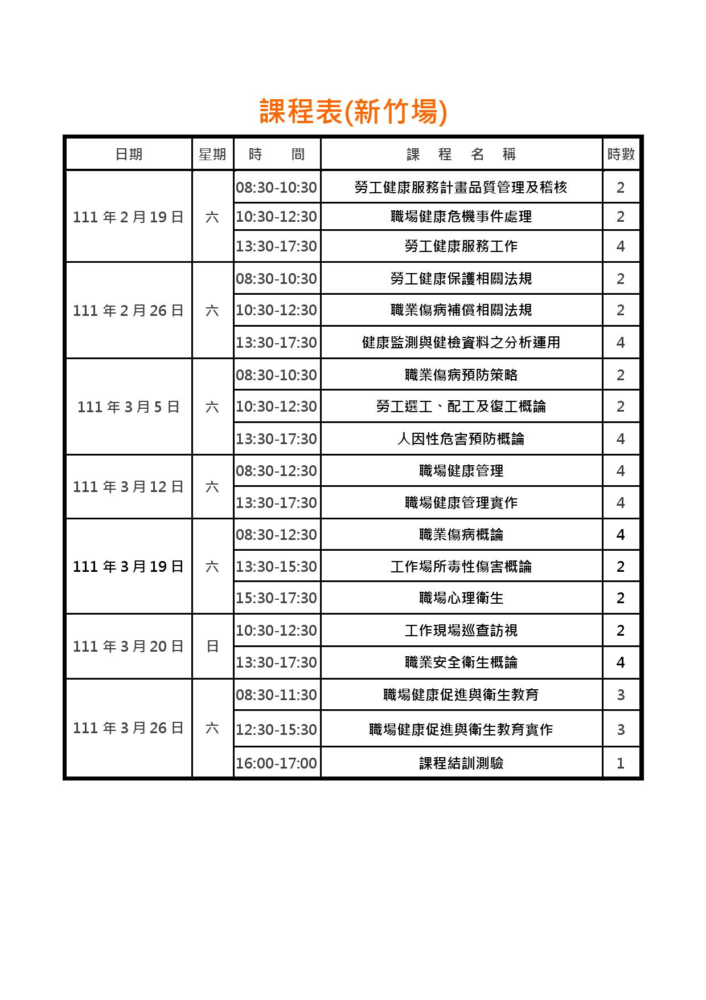 課程表(新竹場)
日期 星期 時 間 課 程 名 稱 時數
111 年 2 月 19 日 六 08:30-10:30 勞工健康服務計畫品質管理及稽核 2
10:30-12:30 職場健康危機事件處理 2
13:30-17:30 勞工健康服務工作 4
111 年 2 月 26 日 六 08:30-10:30 勞工健康保護相關法規 2
10:30-12:30 職業傷病補償相關法規 2
13:30-17:30 健康監測與健檢資料之分析運用 4
111 年 3 月 5 日 六 08:30-10:30 職業傷病預防策略 2
10:30-12:30 勞工選工、配工及復工概論 2
13:30-17:30 人因性危害預防概論 4
111 年 3 月 12 日 六 08:30-12:30 職場健康管理 4
13:30-17:30 職場健康管理實作 4
111 年 3 月 19 日 六 08:30-12:30 職業傷病概論 4
13:30-15:30 工作場所毒性傷害概論 2
15:30-17:30 職場心理衛生 2
111 年 3 月 20 日 日 10:30-12:30 工作現場巡查訪視 2
13:30-17:30 職業安全衛生概論 4
111 年 3 月 26 日 六 08:30-11:30 職場健康促進與衛生教育 3
12:30-15:30 職場健康促進與衛生教育實作 3
16:00-17:00 課程結訓測驗 1